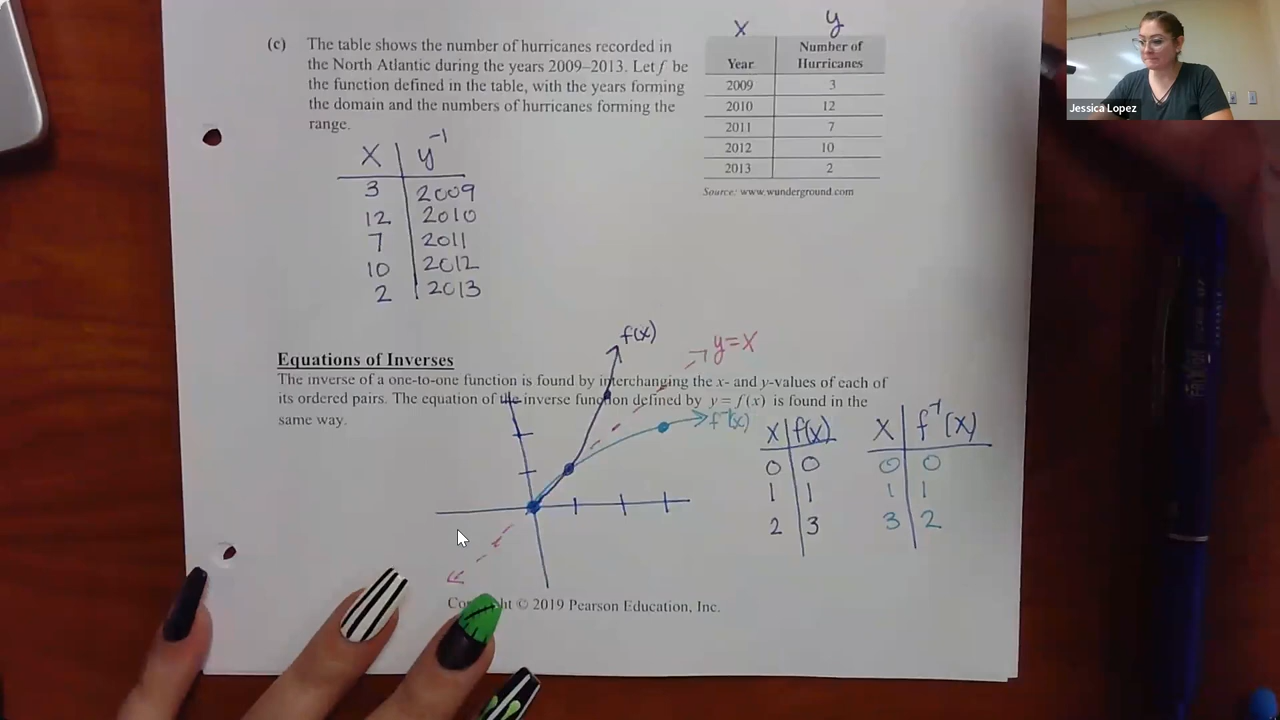 (c) The table shows the number of hurricanes recorded in
the North Atlantic during the years 2009–2013. Let f be
the function defined in the table, with the years forming
the domain and the numbers of hurricanes forming the
range.
x y
Year Number of Hurricanes
2009 3
2010 12
2011 7
2012 10
2013 2
Source: www.wunderground.com
Jessica Lopez
x y⁻¹
3 2009
12 2010
7 2011
10 2012
2 2013
f(x)
y=x
f⁻¹(x)
Equations of Inverses
The inverse of a one-to-one function is found by interchanging the x- and y-values of each of
its ordered pairs. The equation of the inverse function defined by y = f(x) is found in the
same way.
x f(x)
0 0
1 1
2 3
x f⁻¹(x)
0 0
1 1
3 2
© 2019 Pearson Education, Inc.